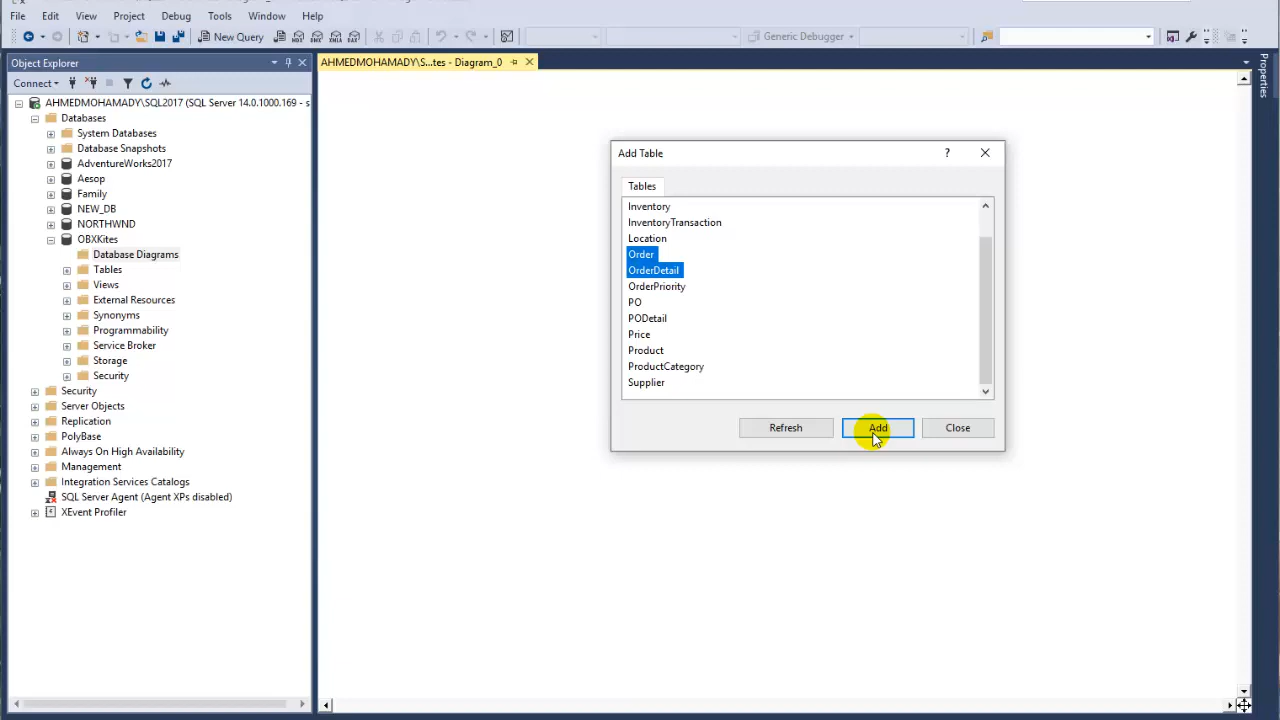 File Edit View Project Debug Tools Window Help
New Query Generic Debugger
Object Explorer
AHMEDMOHAMADY\S...tes - Diagram_0
Properties
Connect
AHMEDMOHAMADY\SQL2017 (SQL Server 14.0.1000.169 - s
Databases
System Databases
Database Snapshots
AdventureWorks2017
Aesop
Family
NEW_DB
NORTHWND
OBXKites
Database Diagrams
Tables
Views
External Resources
Synonyms
Programmability
Service Broker
Storage
Security
Security
Server Objects
Replication
PolyBase
Always On High Availability
Management
Integration Services Catalogs
SQL Server Agent (Agent XPs disabled)
XEvent Profiler
Add Table
?
Tables
Inventory
InventoryTransaction
Location
Order
OrderDetail
OrderPriority
PO
PODetail
Price
Product
ProductCategory
Supplier
Refresh Add Close